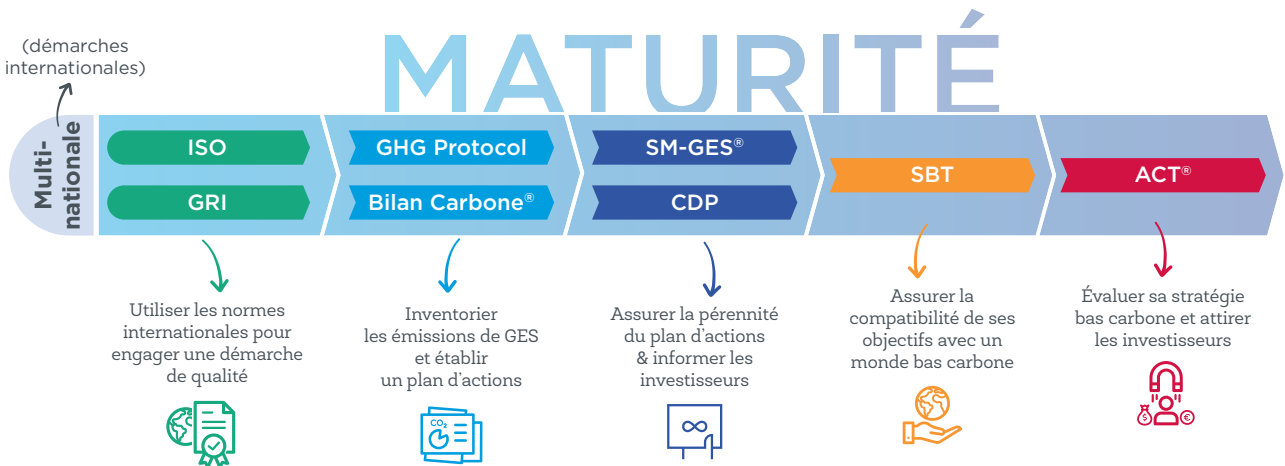 MATURITÉ
(démarches
internationales)
Multi-
nationale
ISO
GRI
GHG Protocol
Bilan Carbone®
SM-GES®
CDP
SBT
ACT®
Utiliser les normes
internationales pour
engager une démarche
de qualité
Inventorier
les émissions de GES
et établir
un plan d'actions
CO₂
Assurer la pérennité
du plan d'actions
& informer les
investisseurs
∞
Assurer la
compatibilité de ses
objectifs avec un
monde bas carbone
Évaluer sa stratégie
bas carbone et attirer
les investisseurs
$
€